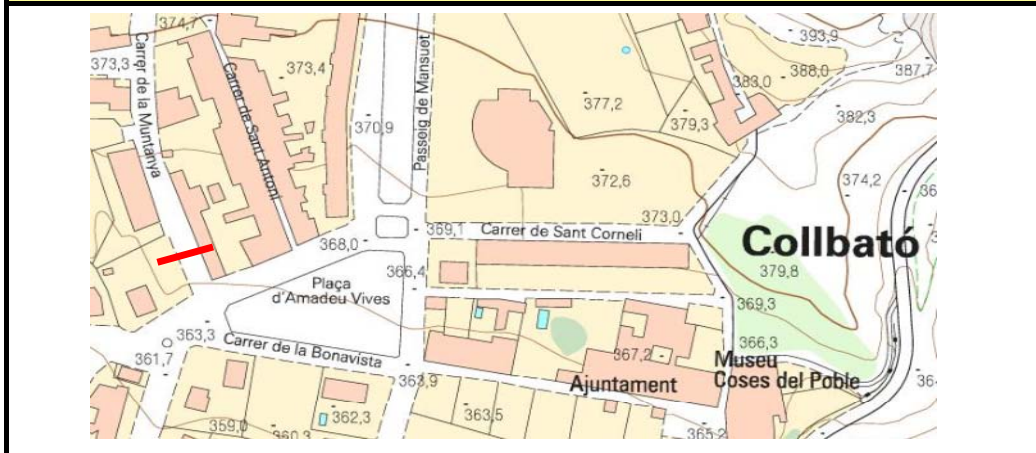 374,7
393,9
373,3
373,4
388,0
387,7
383,0
Carrer de la Muntanya
Carrer de Sant Antoni
Passeig de Mansuet
377,2
370,9
379,3
382,3
372,6
374,2
36
373,0
369,1
Carrer de Sant Corneli
368,0
Collbató
366,4
379,8
Plaça
d'Amadeu Vives
369,3
363,3
Carrer de la Bonavista
366,3
361,7
367,2
Museu
Coses del Poble
363,9
Ajuntament
36
362,3
363,5
359,0
360,3
365,2